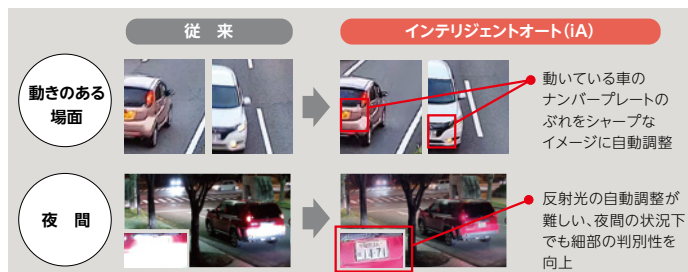 従 来
インテリジェントオート(iA)
動きのある
場面
動いている車の
ナンバープレートの
ぶれをシャープな
イメージに自動調整
夜 間
反射光の自動調整が
難しい、夜間の状況下
でも細部の判別性を
向上